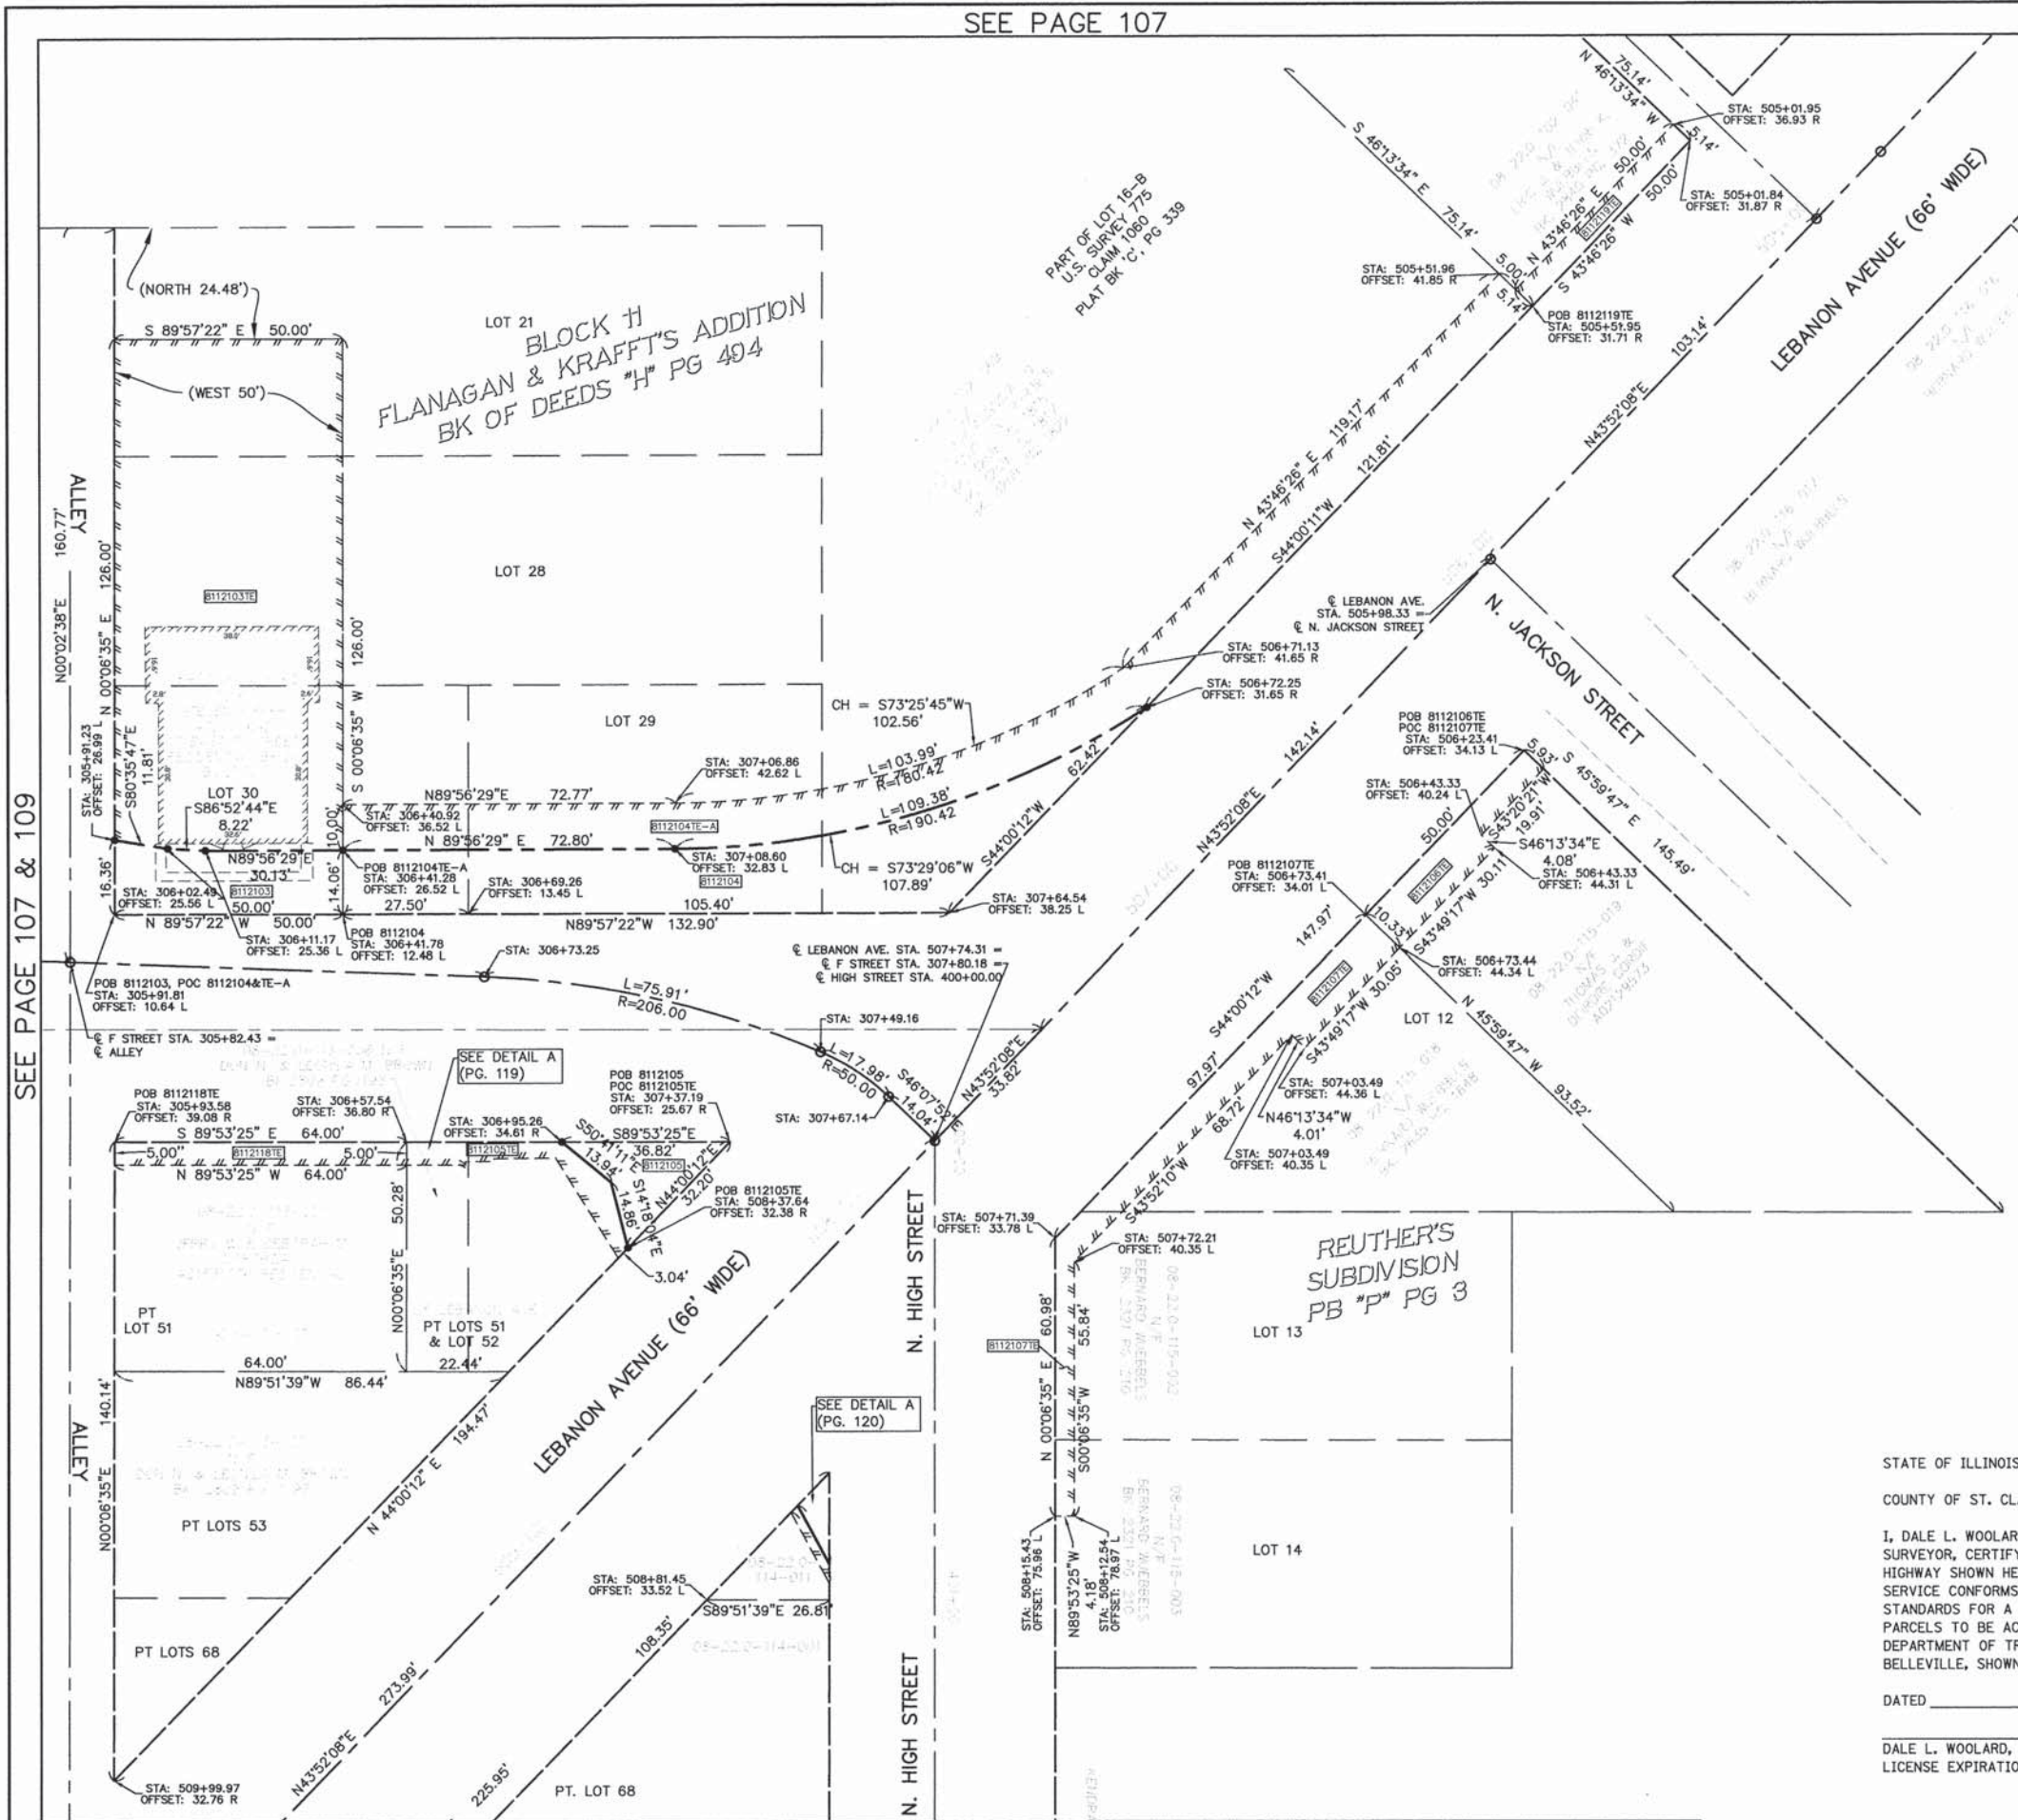 SEE PAGE 107
SEE PAGE 107 & 109
N 46°13'34" W
75.14'
STA: 505+01.95
OFFSET: 36.93 R
5.14'
STA: 505+01.84
OFFSET: 31.87 R
S 46°13'34" E
75.14'
N 43°46'26" E 50.00'
8112119TE
S 43°46'26" W 50.00'
5.00'
5.14'
STA: 505+51.96
OFFSET: 41.85 R
POB 8112119TE
STA: 505+51.95
OFFSET: 31.71 R
LEBANON AVENUE (66' WIDE)
PART OF LOT 16-B
U.S. SURVEY 775
CLAIM 1060
PLAT BK 'C', PG 339
(NORTH 24.48')
S 89°57'22" E 50.00'
(WEST 50')
LOT 21
BLOCK H
FLANAGAN & KRAFFT'S ADDITION
BK OF DEEDS "H" PG 404
103.14'
N43°52'08"E
N 43°46'26" E 119.17'
121.81'
S44°00'11"W
ALLEY
160.77'
N00°02'38"E
N 00°06'35" E 126.00'
8112103TE
LOT 28
S 00°06'35" W 126.00'
LOT 29
℄ LEBANON AVE.
STA. 505+98.33 =
℄ N. JACKSON STREET
N. JACKSON STREET
STA: 506+71.13
OFFSET: 41.65 R
STA: 506+72.25
OFFSET: 31.65 R
CH = S73°25'45"W
102.56'
STA: 305+91.23
OFFSET: 26.99 L
S80°35'47"E
11.81'
LOT 30
S86°52'44"E
8.22'
N89°56'29"E
30.13'
STA: 307+06.86
OFFSET: 42.62 L
N89°56'29"E 72.77'
L=103.99'
R=180.42
L=109.38'
R=190.42
62.42'
142.14'
N43°52'08"E
S44°00'12"W
STA: 306+40.92
OFFSET: 36.52 L
8112104TE-A
10.00'
N 89°56'29" E 72.80'
POB 8112104TE-A
STA: 306+41.28
OFFSET: 26.52 L
STA: 307+08.60
OFFSET: 32.83 L
8112104
CH = S73°29'06"W
107.89'
16.36'
STA: 306+02.49
OFFSET: 25.56 L
8112103
50.00'
14.06'
27.50'
STA: 306+69.26
OFFSET: 13.45 L
105.40'
STA: 307+64.54
OFFSET: 38.25 L
N 89°57'22" W 50.00'
N89°57'22"W 132.90'
STA: 306+11.17
OFFSET: 25.36 L
POB 8112104
STA: 306+41.78
OFFSET: 12.48 L
STA: 306+73.25
℄ LEBANON AVE. STA. 507+74.31 =
℄ F STREET STA. 307+80.18 =
℄ HIGH STREET STA. 400+00.00
POB 8112103, POC 8112104&TE-A
STA: 305+91.81
OFFSET: 10.64 L
℄ F STREET STA. 305+82.43 =
℄ ALLEY
L=75.91'
R=206.00
STA: 307+49.16
L=17.98'
R=50.00
S46°07'52"E
14.04'
N43°52'08"E
33.82'
STA: 307+67.14
POB 8112106TE
POC 8112107TE
STA: 506+23.41
OFFSET: 34.13 L
5.93'
S 45°59'47" E 145.49'
STA: 506+43.33
OFFSET: 40.24 L
S43°20'21"W
19.91'
S46°13'34"E
4.08'
STA: 506+43.33
OFFSET: 44.31 L
50.00'
8112106TE
S43°49'17"W 30.11'
POB 8112107TE
STA: 506+73.41
OFFSET: 34.01 L
10.33'
STA: 506+73.44
OFFSET: 44.34 L
147.97'
S44°00'12"W
97.97'
8112107TE
S43°49'17"W 30.05'
LOT 12
08-22.0-115-019
N/F
THOMAS &
N 45°59'47" W 93.52'
STA: 507+03.49
OFFSET: 44.36 L
N46°13'34"W
4.01'
STA: 507+03.49
OFFSET: 40.35 L
68.72'
S43°52'10"W
SEE DETAIL A
(PG. 119)
POB 8112118TE
STA: 305+93.58
OFFSET: 39.08 R
STA: 306+57.54
OFFSET: 36.80 R
S 89°53'25" E 64.00'
5.00"
8112118TE
5.00'
N 89°53'25" W 64.00'
STA: 306+95.26
OFFSET: 34.61 R
8112105TE
POB 8112105
POC 8112105TE
STA: 307+37.19
OFFSET: 25.67 R
S89°53'25"E
36.82'
S50°41'11"E
13.94'
8112105
S14°18'04"E
14.86'
N44°00'12"E
32.20'
POB 8112105TE
STA: 508+37.64
OFFSET: 32.38 R
3.04'
50.28'
N00°06'35"E
PT
LOT 51
PT LOTS 51
& LOT 52
64.00'
22.44'
N89°51'39"W 86.44'
LEBANON AVENUE (66' WIDE)
N. HIGH STREET
STA: 507+71.39
OFFSET: 33.78 L
STA: 507+72.21
OFFSET: 40.35 L
REUTHER'S
SUBDIVISION
PB "P" PG 3
8112107TE
N 00°06'35" E 60.98'
S00°06'35"W 55.84'
LOT 13
N/F
BERNARD WUEBBELS
BK 2321 PG 210
ALLEY
N00°06'35"E 140.14'
PT LOTS 53
194.47'
N 44°00'12" E
SEE DETAIL A
(PG. 120)
STA: 508+81.45
OFFSET: 33.52 L
S89°51'39"E 26.81'
STA: 508+15.43
OFFSET: 75.96 L
N89°53'25"W
4.18'
STA: 508+12.54
OFFSET: 78.97 L
08-22.0-115-003
N/F
BERNARD WUEBBELS
BK 2321 PG 210
LOT 14
PT LOTS 68
108.35'
273.99'
N43°52'08"E
225.95'
STA: 509+99.97
OFFSET: 32.76 R
PT. LOT 68
N. HIGH STREET
STATE OF ILLINOIS
COUNTY OF ST. CL
I, DALE L. WOOLAR
SURVEYOR, CERTIFY
HIGHWAY SHOWN HE
SERVICE CONFORMS
STANDARDS FOR A
PARCELS TO BE AC
DEPARTMENT OF TR
BELLEVILLE, SHOWN
DATED
DALE L. WOOLARD,
LICENSE EXPIRATIO